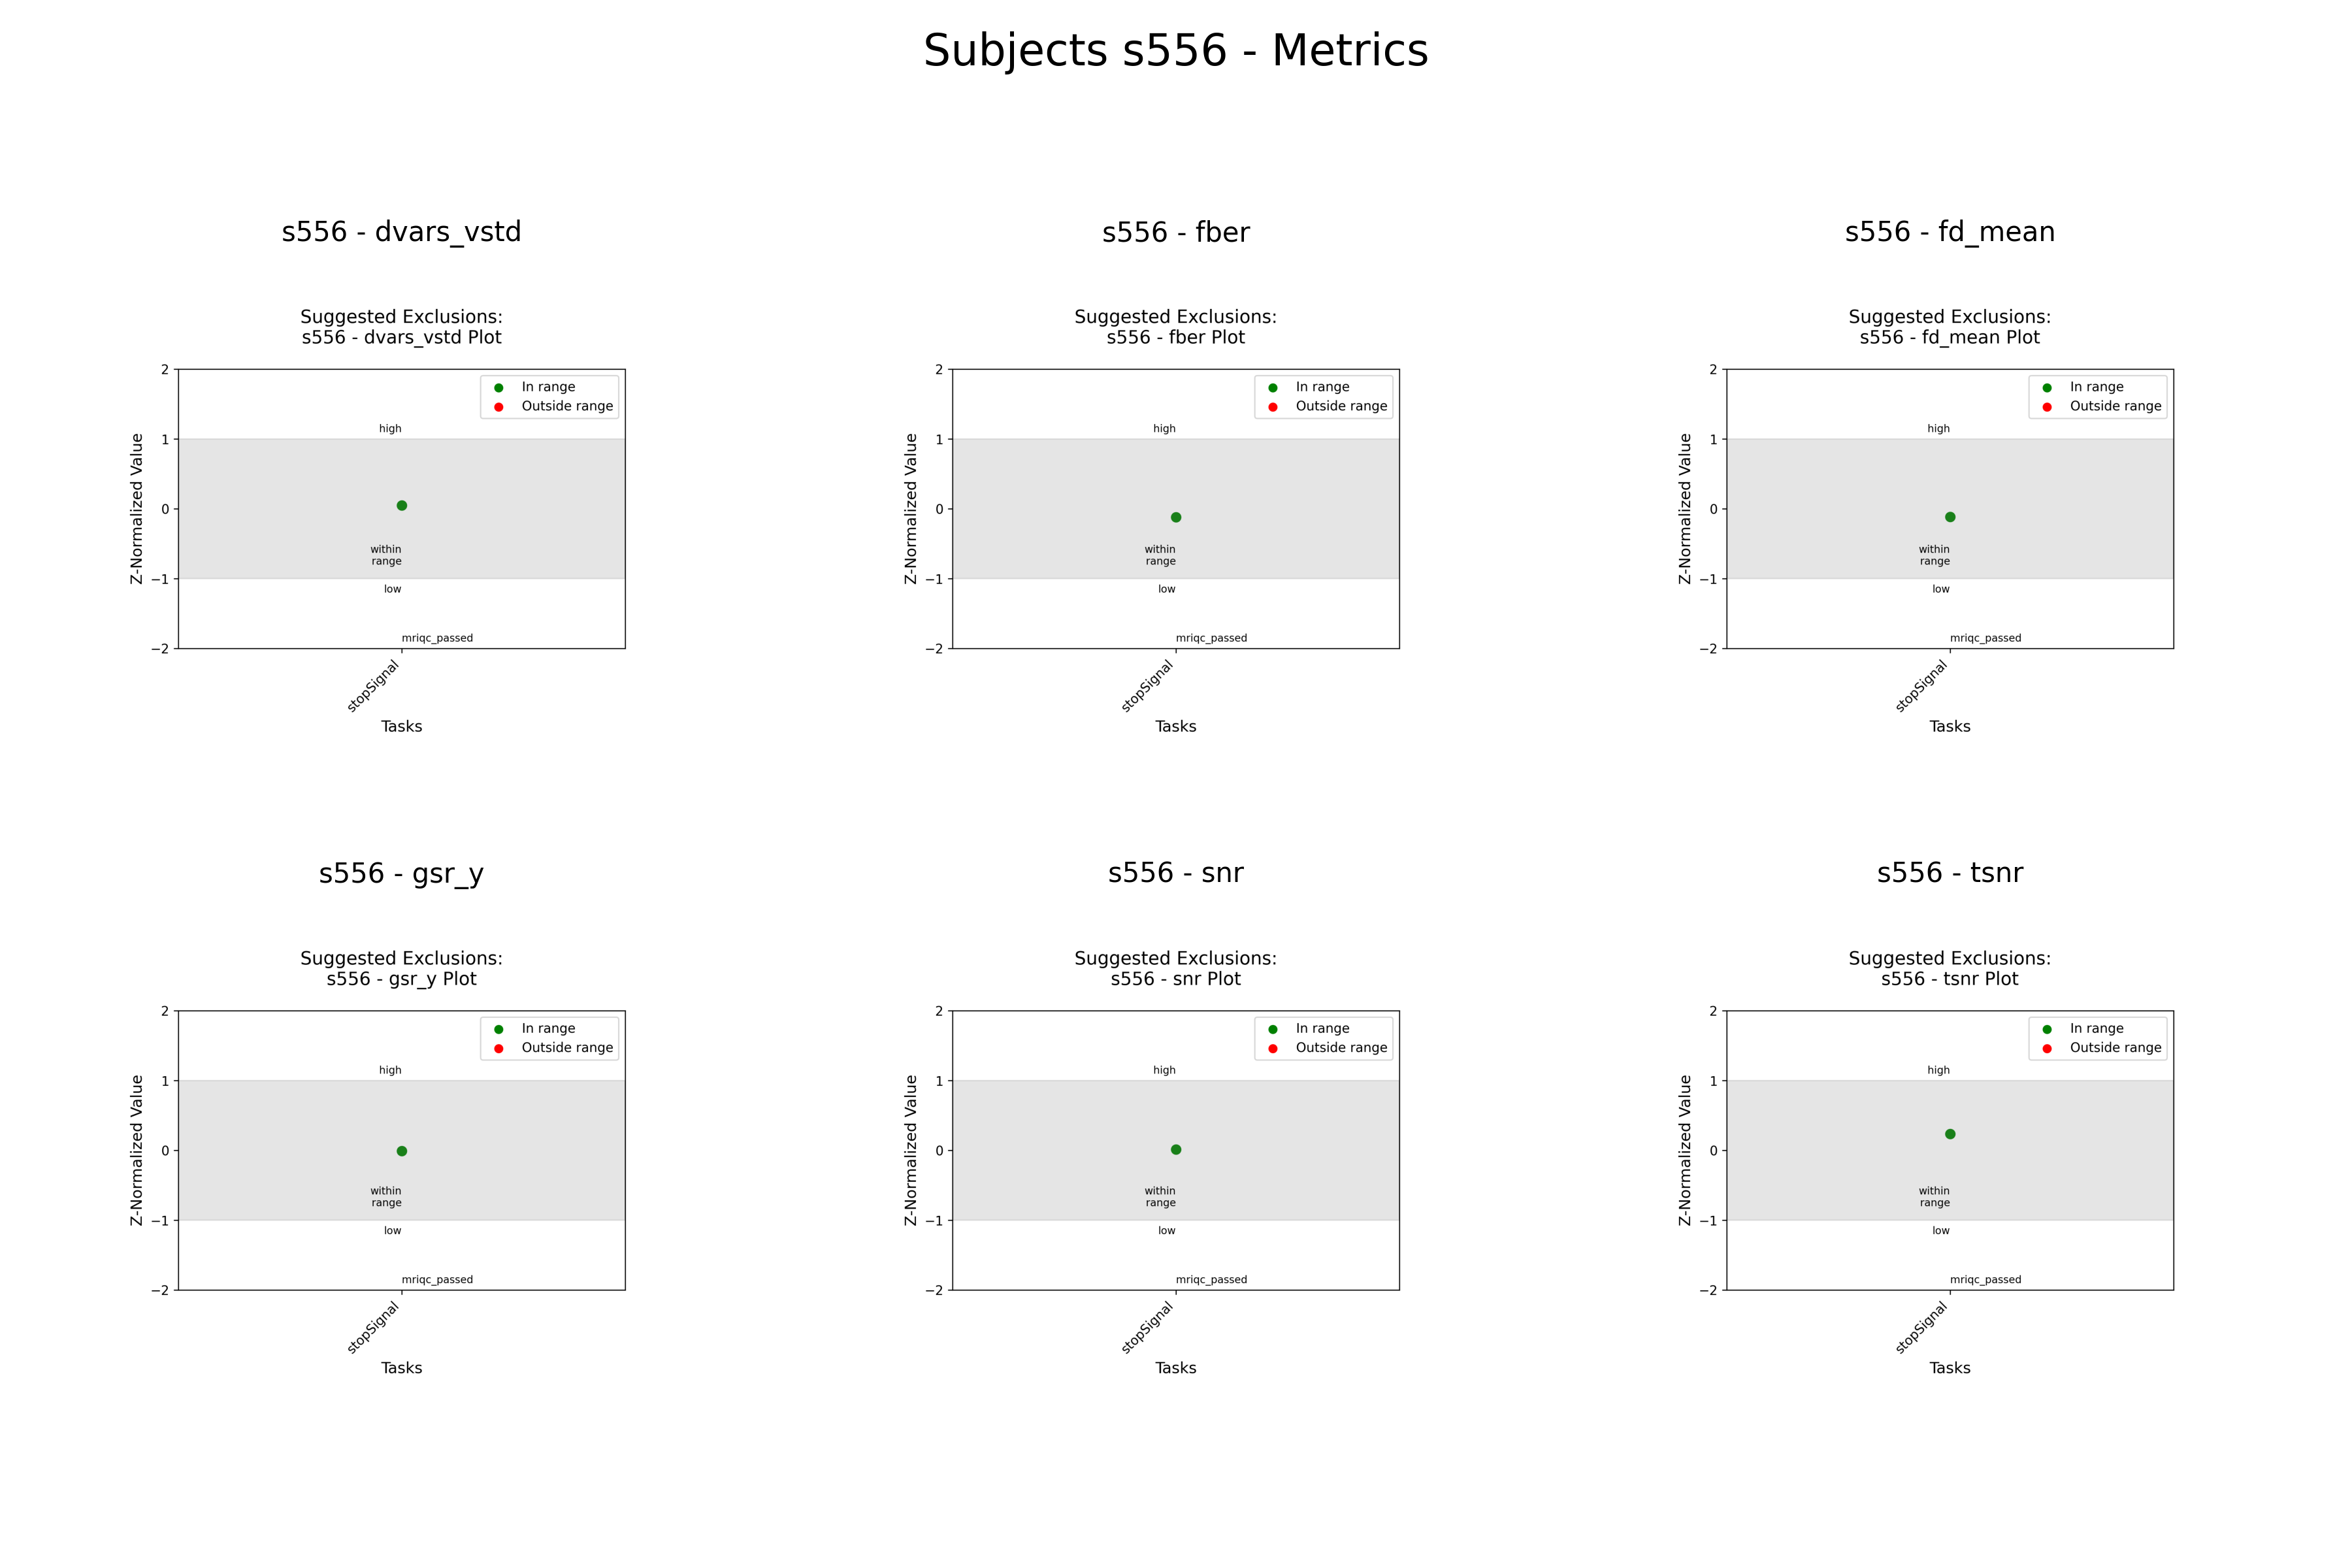 Subjects s556 - Metrics
s556 - dvars_vstd
Suggested Exclusions:
s556 - dvars_vstd Plot
2
1
0
−1
−2
Z-Normalized Value
In range
Outside range
high
within
range
low
mriqc_passed
stopSignal
Tasks
s556 - fber
Suggested Exclusions:
s556 - fber Plot
2
1
0
−1
−2
Z-Normalized Value
In range
Outside range
high
within
range
low
mriqc_passed
stopSignal
Tasks
s556 - fd_mean
Suggested Exclusions:
s556 - fd_mean Plot
2
1
0
−1
−2
Z-Normalized Value
In range
Outside range
high
within
range
low
mriqc_passed
stopSignal
Tasks
s556 - gsr_y
Suggested Exclusions:
s556 - gsr_y Plot
2
1
0
−1
−2
Z-Normalized Value
In range
Outside range
high
within
range
low
mriqc_passed
stopSignal
Tasks
s556 - snr
Suggested Exclusions:
s556 - snr Plot
2
1
0
−1
−2
Z-Normalized Value
In range
Outside range
high
within
range
low
mriqc_passed
stopSignal
Tasks
s556 - tsnr
Suggested Exclusions:
s556 - tsnr Plot
2
1
0
−1
−2
Z-Normalized Value
In range
Outside range
high
within
range
low
mriqc_passed
stopSignal
Tasks